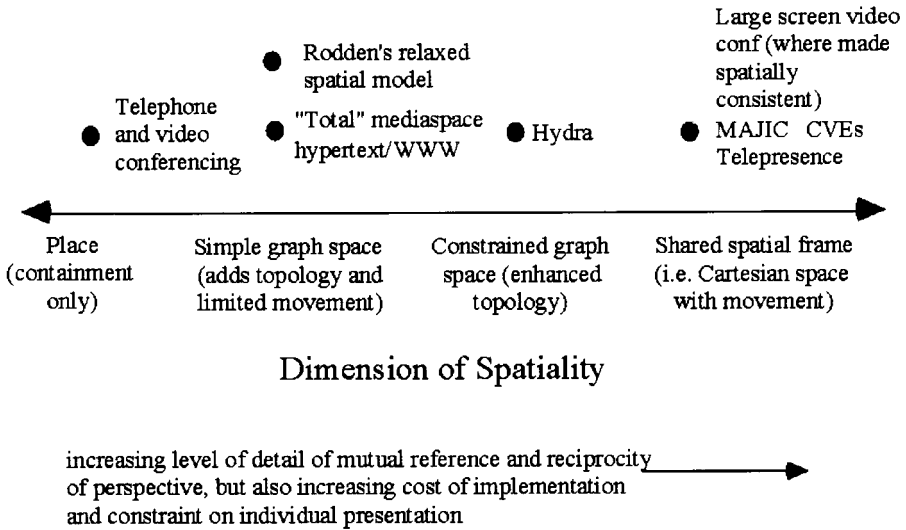 Large screen video
conf (where made
spatially
consistent)
MAJIC CVEs
Telepresence
Rodden's relaxed
spatial model
"Total" mediaspace
hypertext/WWW
Telephone
and video
conferencing
Hydra
Place
(containment
only)
Simple graph space
(adds topology and
limited movement)
Constrained graph
space (enhanced
topology)
Shared spatial frame
(i.e. Cartesian space
with movement)
Dimension of Spatiality
increasing level of detail of mutual reference and reciprocity
of perspective, but also increasing cost of implementation
and constraint on individual presentation